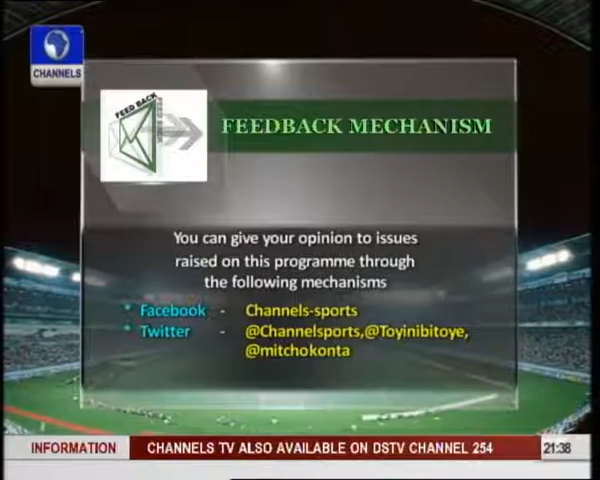 CHANNELS
FEED BACK
FEED BACK
FEEDBACK MECHANISM
You can give your opinion to issues
raised on this programme through
the following mechanisms
* Facebook - Channels-sports
* Twitter - @Channelsports,@Toyinibitoye,
@mitchokonta
INFORMATION CHANNELS TV ALSO AVAILABLE ON DSTV CHANNEL 254 21:38